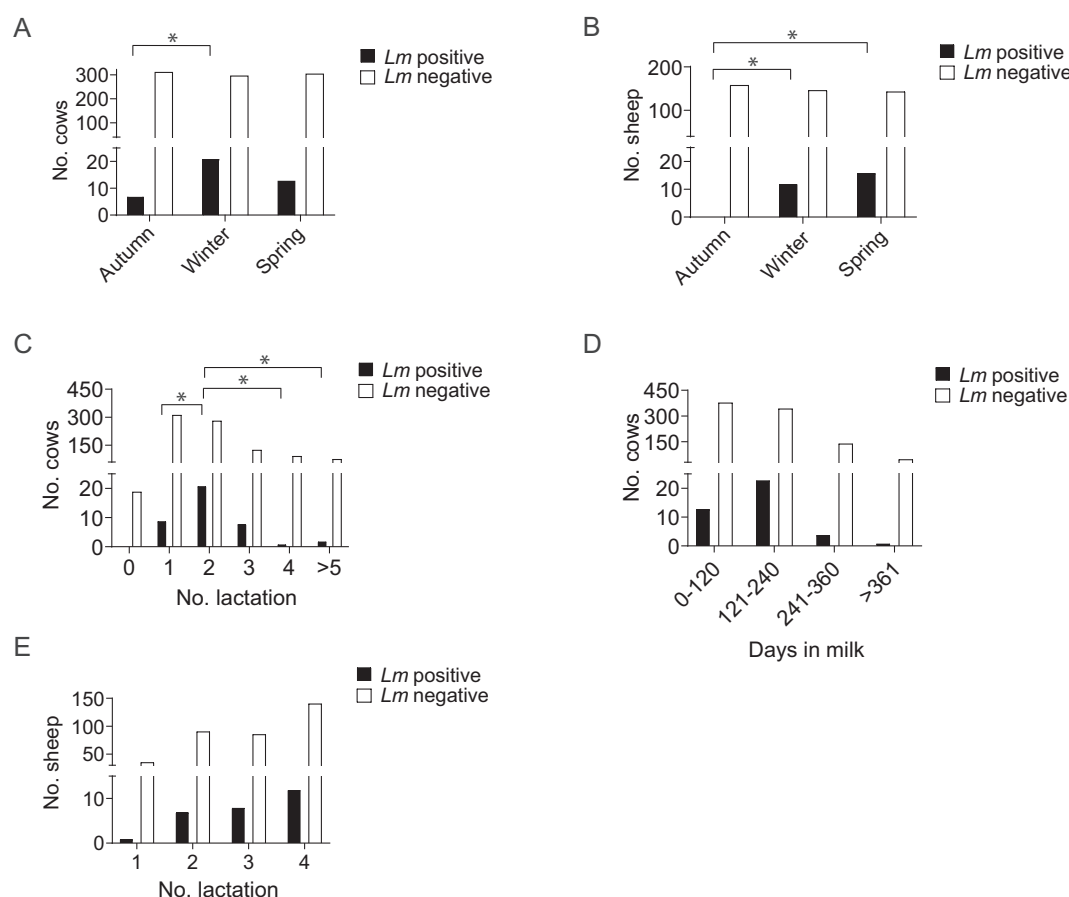 A
*
Lm positive
Lm negative
No. cows
300
200
100
20
10
0
Autumn
Winter
Spring
B
*
*
Lm positive
Lm negative
No. sheep
200
150
100
20
10
0
Autumn
Winter
Spring
C
*
*
*
Lm positive
Lm negative
No. cows
450
300
150
20
10
0
0 1 2 3 4 >5
No. lactation
D
Lm positive
Lm negative
No. cows
450
300
150
20
10
0
0-120
121-240
241-360
>361
Days in milk
E
Lm positive
Lm negative
No. sheep
150
100
50
10
0
1 2 3 4
No. lactation